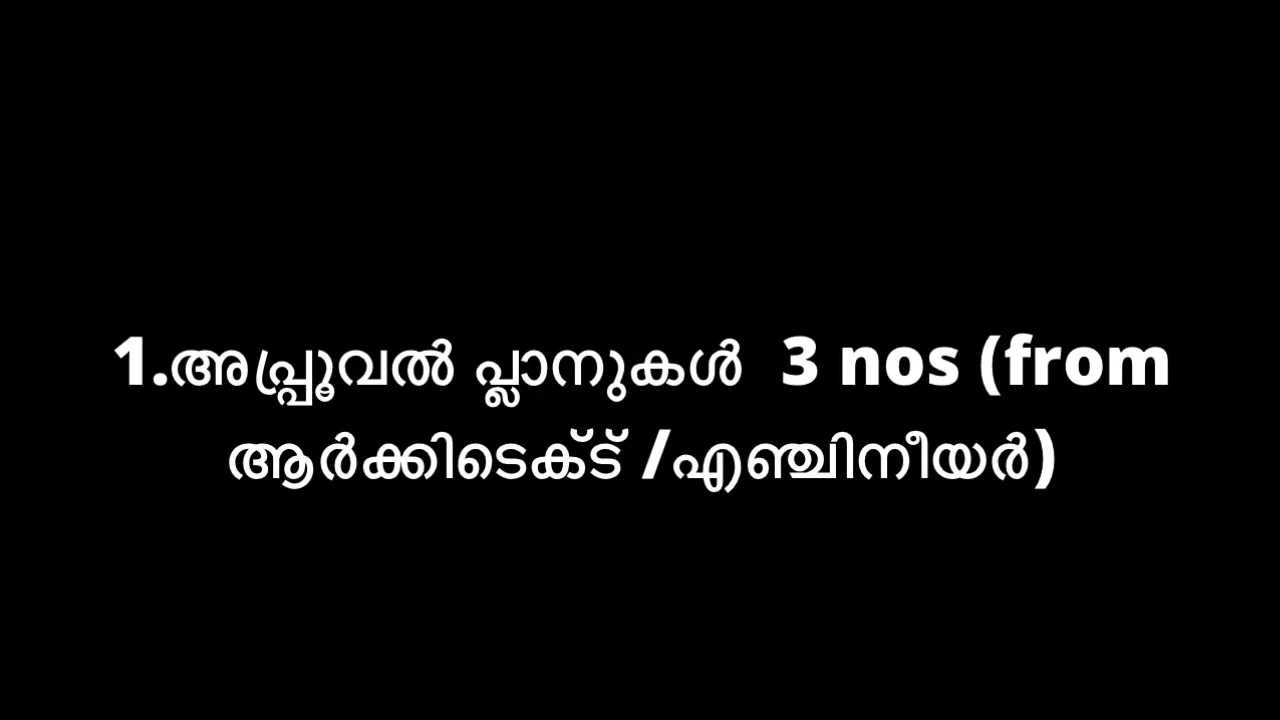 1.അപ്പ്രൂവൽ പ്ലാനുകൾ 3 nos (from
ആർക്കിടെക്ട് /എഞ്ചിനീയർ)